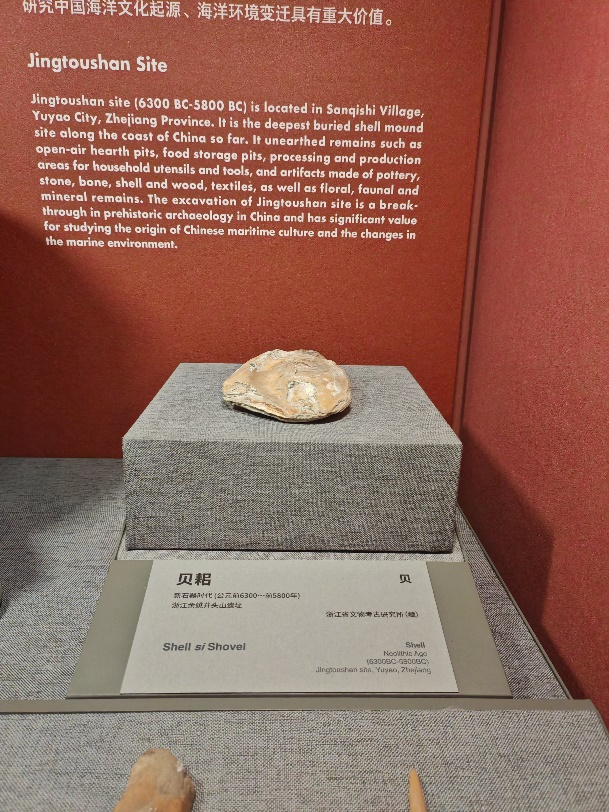 研究中国海洋文化起源、海洋环境变迁具有重大价值。
Jingtoushan Site
Jingtoushan site (6300 BC-5800 BC) is located in Sanqishi Village,
Yuyao City, Zhejiang Province. It is the deepest buried shell mound
site along the coast of China so far. It unearthed remains such as
open-air hearth pits, food storage pits, processing and production
areas for household utensils and tools, and artifacts made of pottery,
stone, bone, shell and wood, textiles, as well as floral, faunal and
mineral remains. The excavation of Jingtoushan site is a break-
through in prehistoric archaeology in China and has significant value
for studying the origin of Chinese maritime culture and the changes in
the marine environment.
贝耜
贝
新石器时代 (公元前6300~前5800年)
浙江余姚井头山遗址
浙江省文物考古研究所(藏)
Shell sì Shovel
Shell
Neolithic Age
(6300BC-5800BC)
Jingtoushan site, Yuyao, Zhejiang